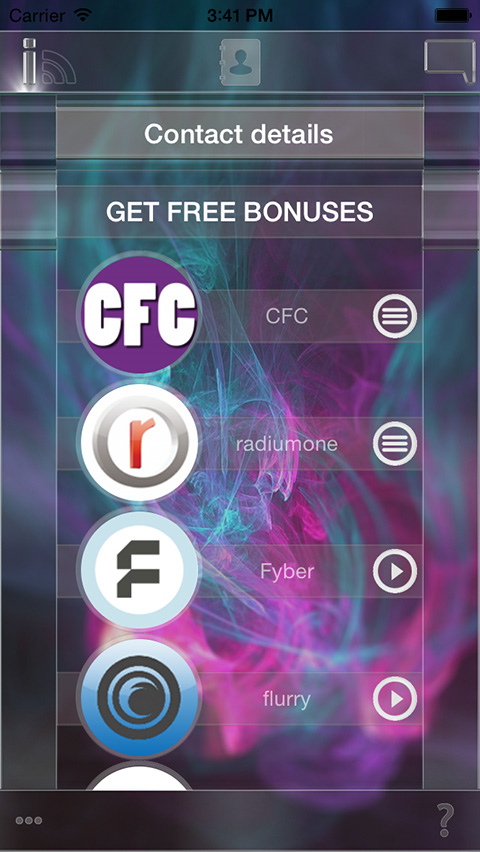 Carrier 3:41 PM
Contact details
GET FREE BONUSES
CFC CFC
r radiumone
F Fyber
flurry
?